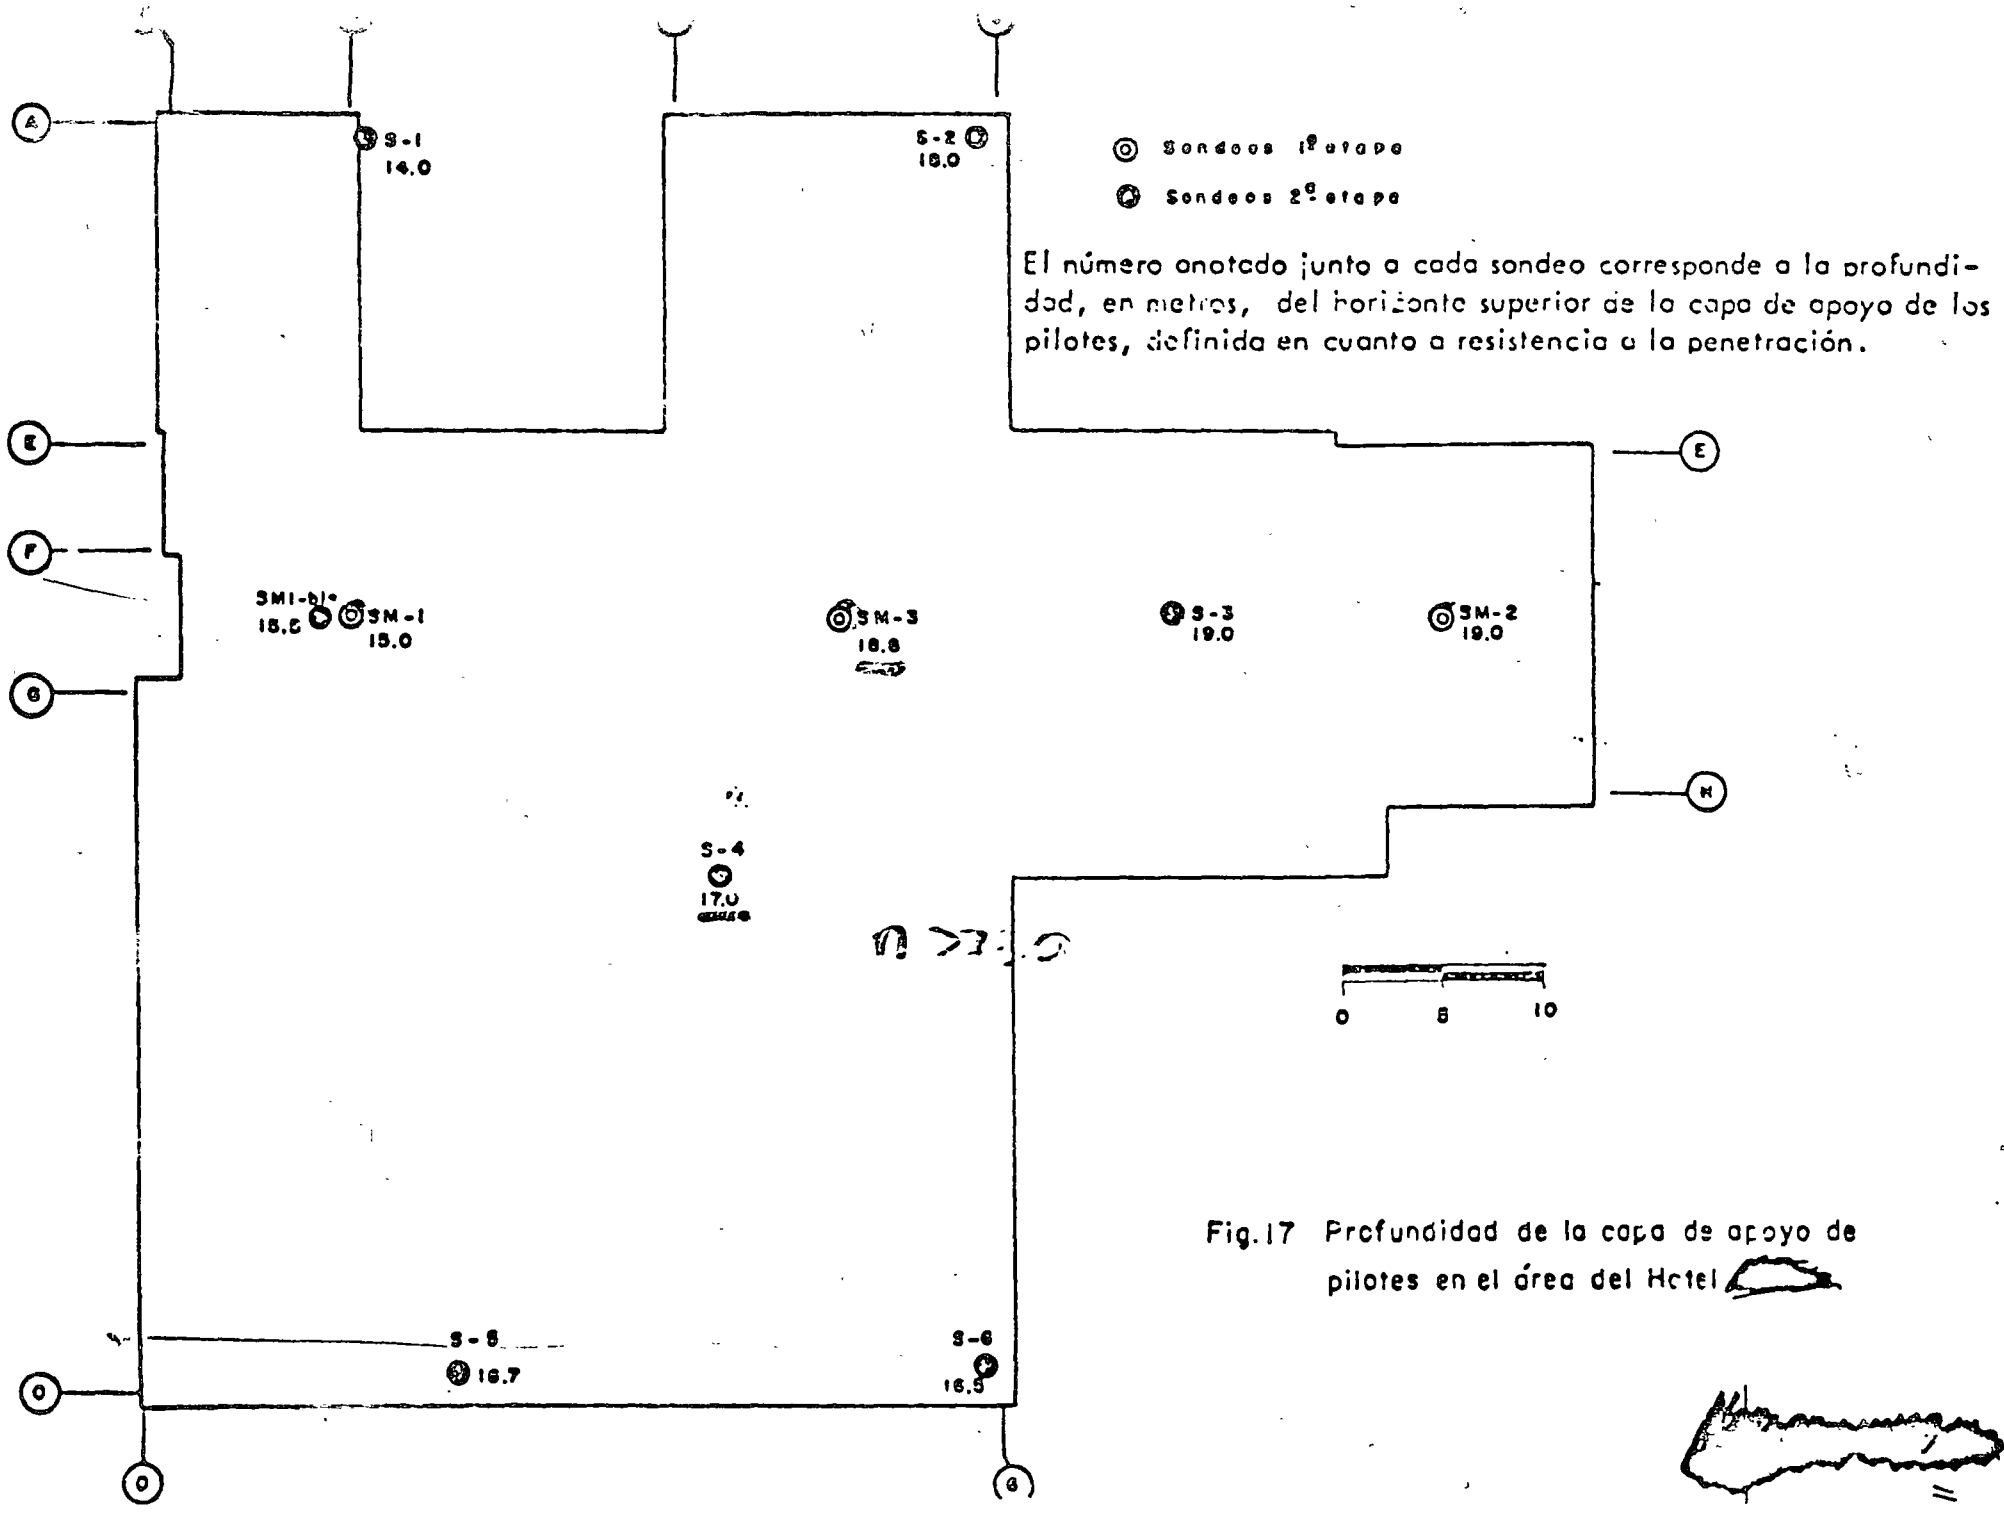 A
S-1
14.0
S-2
Sondeos 1ª etapa
Sondeos 2ª etapa
El número anotado junto a cada sondeo corresponde a la profundi-
dad, en metros, del horizonte superior de la capa de apoyo de los
pilotes, definida en cuanto a resistencia a la penetración.
E
E
F
SM-1
15.0
SM-3
S-3
19.0
SM-2
19.0
G
H
S-4
17.0
0 5 10
Fig.17 Profundidad de la capa de apoyo de
pilotes en el área del Hotel
S-5
16.7
S-6
16.5
O
O